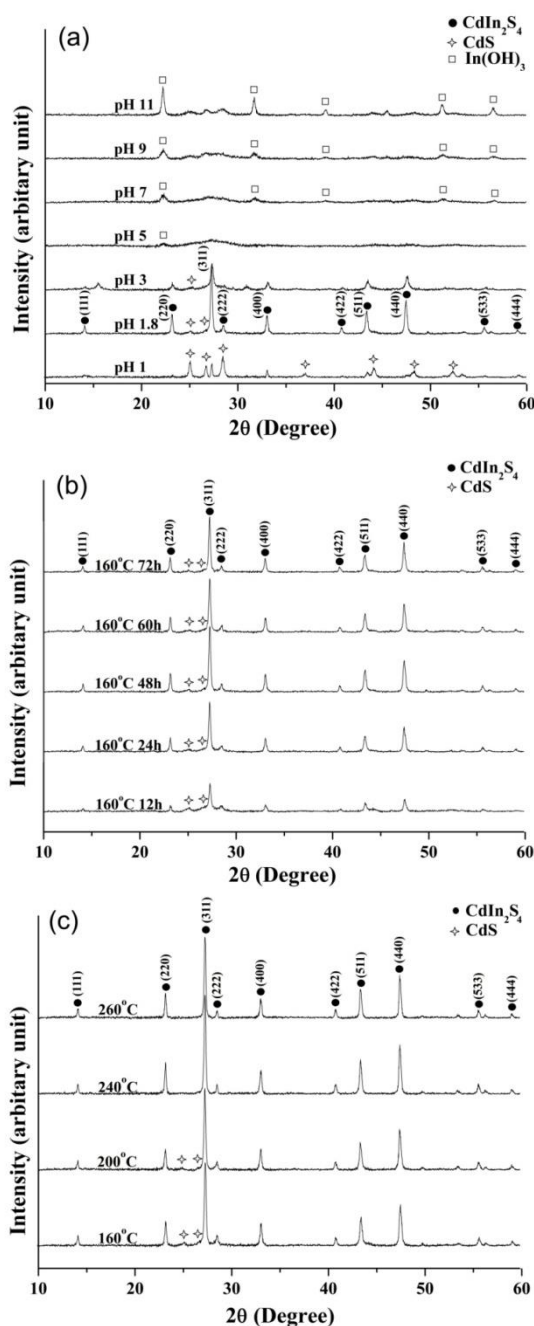 (a)
● CdIn₂S₄
✧ CdS
□ In(OH)₃
pH 11
pH 9
pH 7
pH 5
pH 3
pH 1.8
pH 1
(111)
(220)
(311)
(222)
(400)
(422)
(511)
(440)
(533)
(444)
Intensity (arbitary unit)
10 20 30 40 50 60
2θ (Degree)
(b)
● CdIn₂S₄
✧ CdS
(111)
(220)
(311)
(222)
(400)
(422)
(511)
(440)
(533)
(444)
160°C 72h
160°C 60h
160°C 48h
160°C 24h
160°C 12h
Intensity (arbitary unit)
10 20 30 40 50 60
2θ (Degree)
(c)
● CdIn₂S₄
✧ CdS
(111)
(220)
(311)
(222)
(400)
(422)
(511)
(440)
(533)
(444)
260°C
240°C
200°C
160°C
Intensity (arbitary unit)
10 20 30 40 50 60
2θ (Degree)